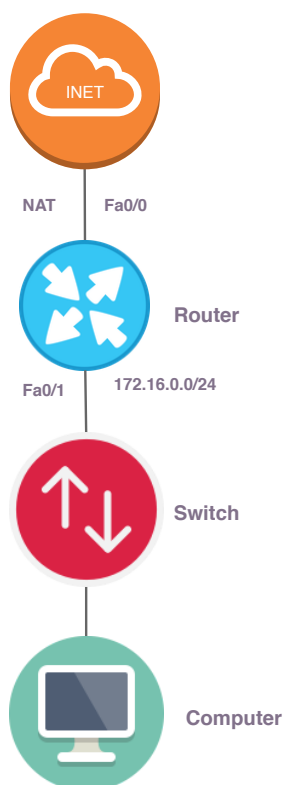 INET
NAT Fa0/0
Router
Fa0/1 172.16.0.0/24
Switch
Computer